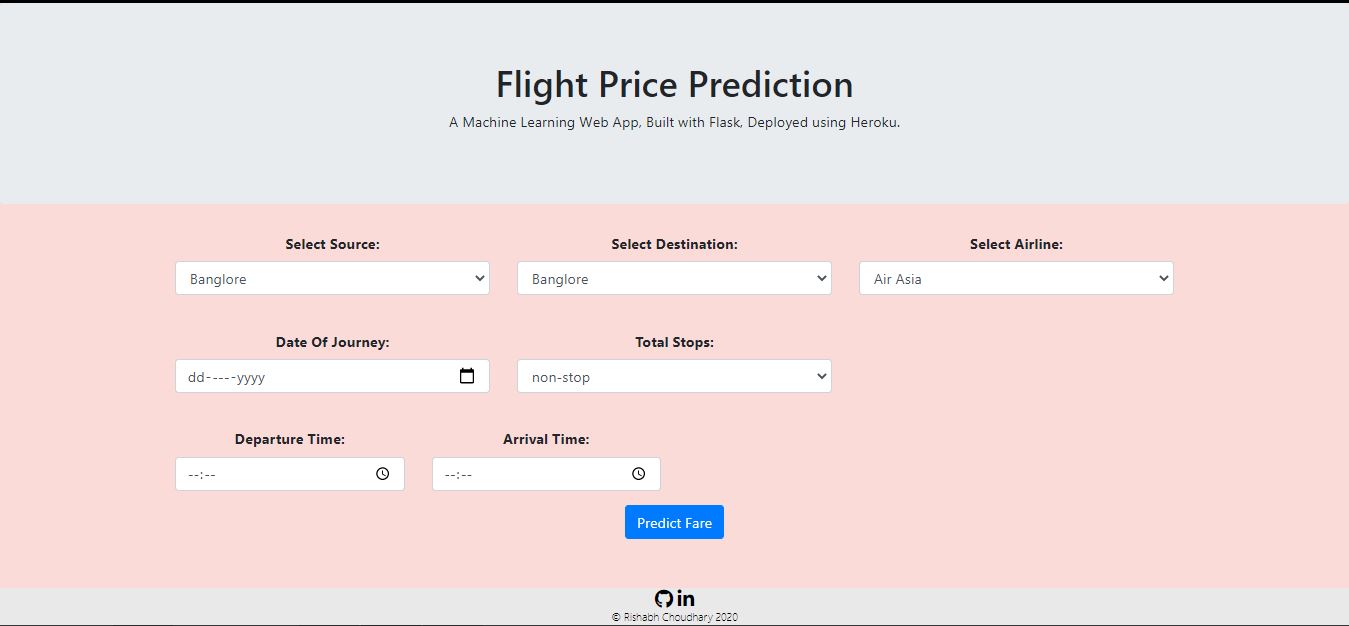 Flight Price Prediction
A Machine Learning Web App, Built with Flask, Deployed using Heroku.
Select Source: Select Destination: Select Airline:
Banglore Banglore Air Asia
Date Of Journey: Total Stops:
dd-----yyyy non-stop
Departure Time: Arrival Time:
--:-- --:--
Predict Fare
in
© Rishabh Choudhary 2020